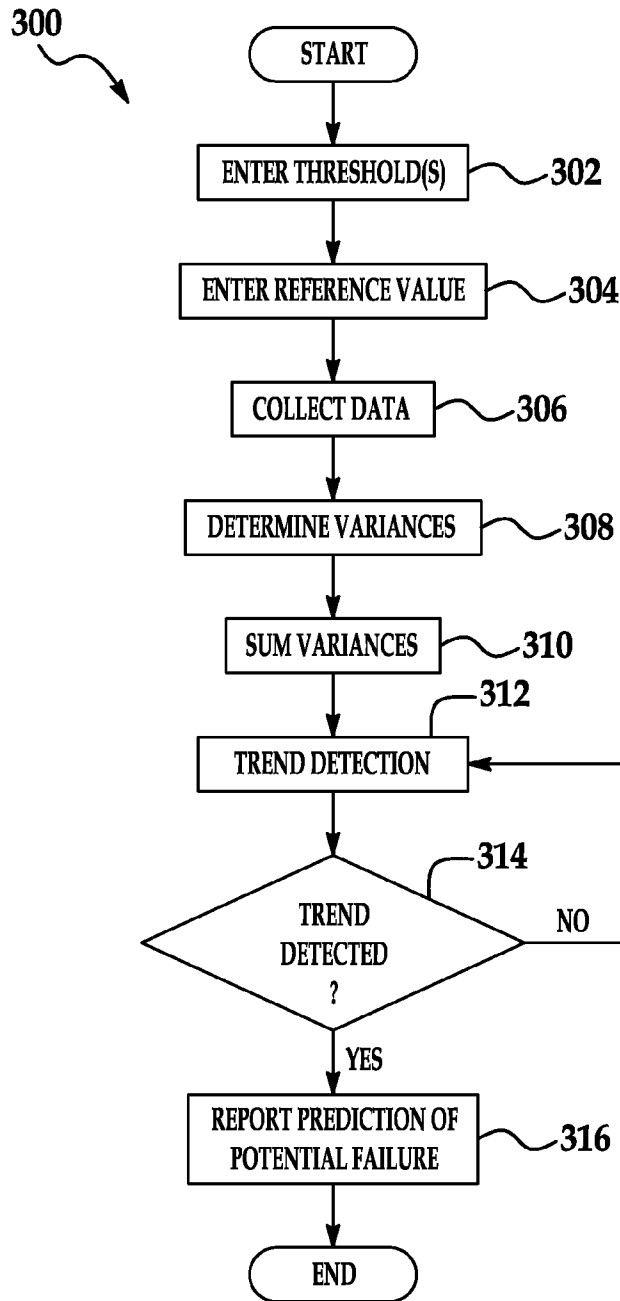 300
START
ENTER THRESHOLD(S)
302
ENTER REFERENCE VALUE
304
COLLECT DATA
306
DETERMINE VARIANCES
308
SUM VARIANCES
310
312
TREND DETECTION
314
TREND
DETECTED
?
NO
YES
REPORT PREDICTION OF
POTENTIAL FAILURE
316
END